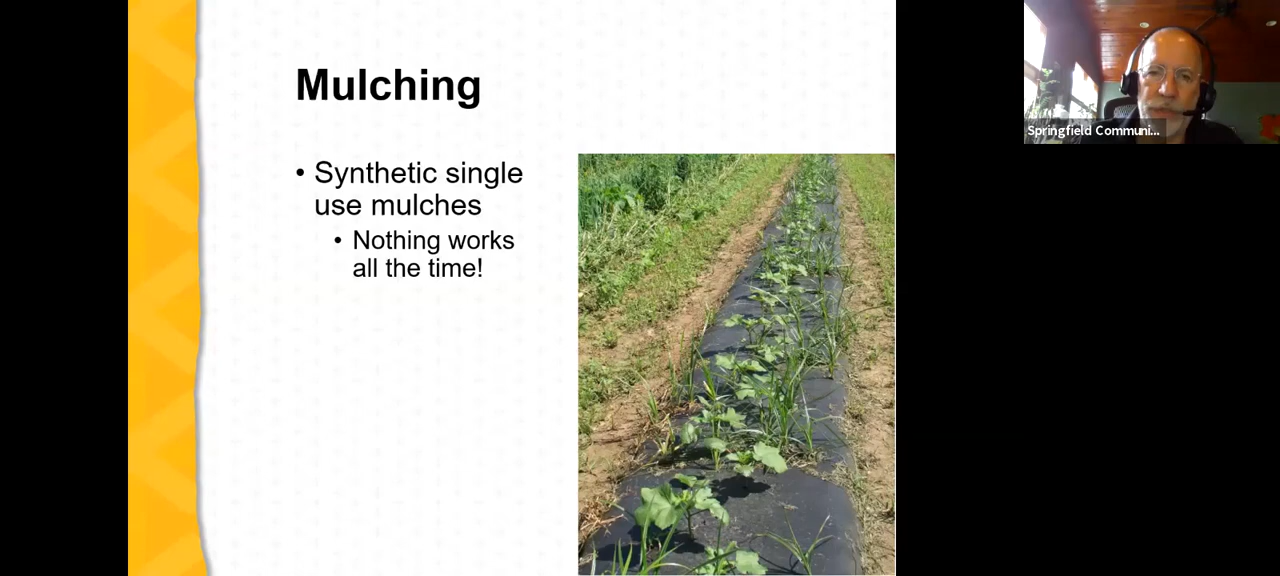 Mulching
• Synthetic single
use mulches
• Nothing works
all the time!
Springfield Communi...